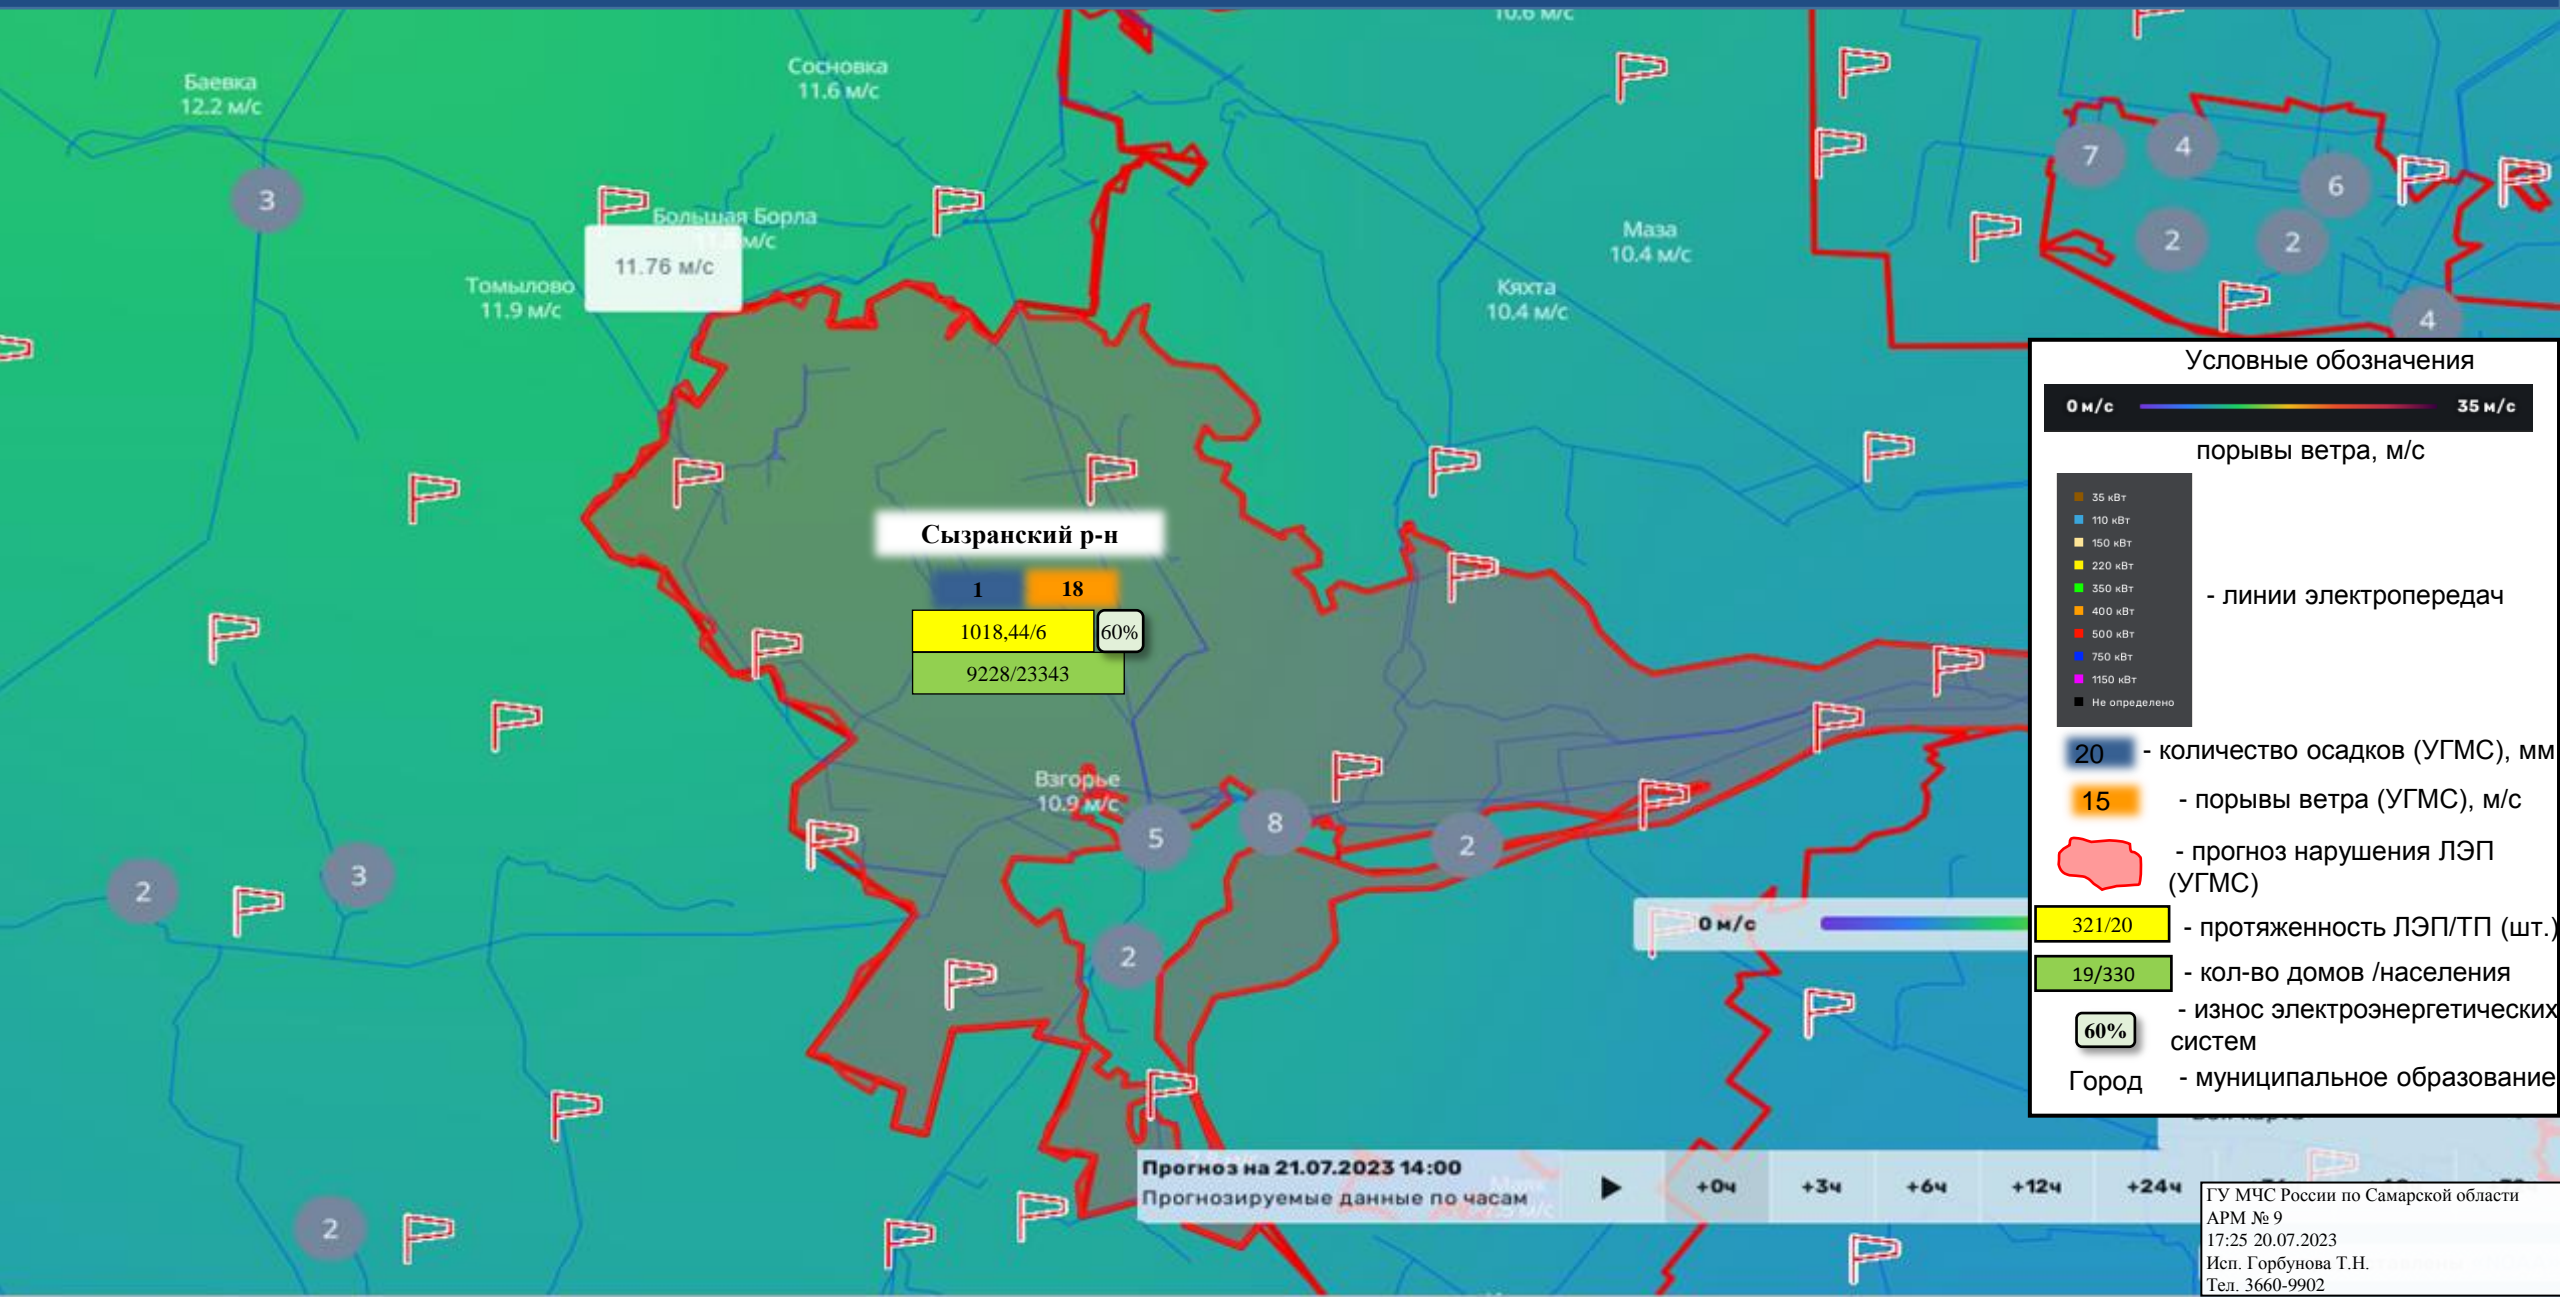 10.6 м/с
Баевка
12.2 м/с
Сосновка
11.6 м/с
3
7
4
6
2
2
4
Большая Борла
м/с
11.76 м/с
Томылово
11.9 м/с
Маза
10.4 м/с
Кяхта
10.4 м/с
Сызранский р-н
1
18
1018,44/6
60%
9228/23343
Взгорье
10.9 м/с
5
8
2
2
2
3
2
0 м/с
Условные обозначения
0 м/с
35 м/с
порывы ветра, м/с
35 кВт
110 кВт
150 кВт
220 кВт
350 кВт
400 кВт
500 кВт
750 кВт
1150 кВт
Не определено
- линии электропередач
20 - количество осадков (УГМС), мм
15 - порывы ветра (УГМС), м/с
- прогноз нарушения ЛЭП
(УГМС)
321/20 - протяженность ЛЭП/ТП (шт.)
19/330 - кол-во домов /населения
60% - износ электроэнергетических
систем
Город - муниципальное образование
Прогноз на 21.07.2023 14:00
Прогнозируемые данные по часам
+0ч
+3ч
+6ч
+12ч
+24ч
ГУ МЧС России по Самарской области
АРМ № 9
17:25 20.07.2023
Исп. Горбунова Т.Н.
Тел. 3660-9902